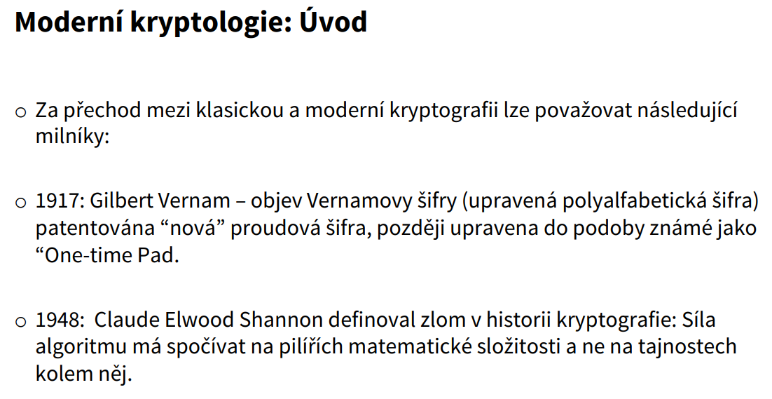 Moderní kryptologie: Úvod
○ Za přechod mezi klasickou a moderní kryptografii lze považovat následující
milníky:
○ 1917: Gilbert Vernam – objev Vernamovy šifry (upravená polyalfabetická šifra)
patentována “nová” proudová šifra, později upravena do podoby známé jako
“One-time Pad.
○ 1948:  Claude Elwood Shannon definoval zlom v historii kryptografie: Síla
algoritmu má spočívat na pilířích matematické složitosti a ne na tajnostech
kolem něj.